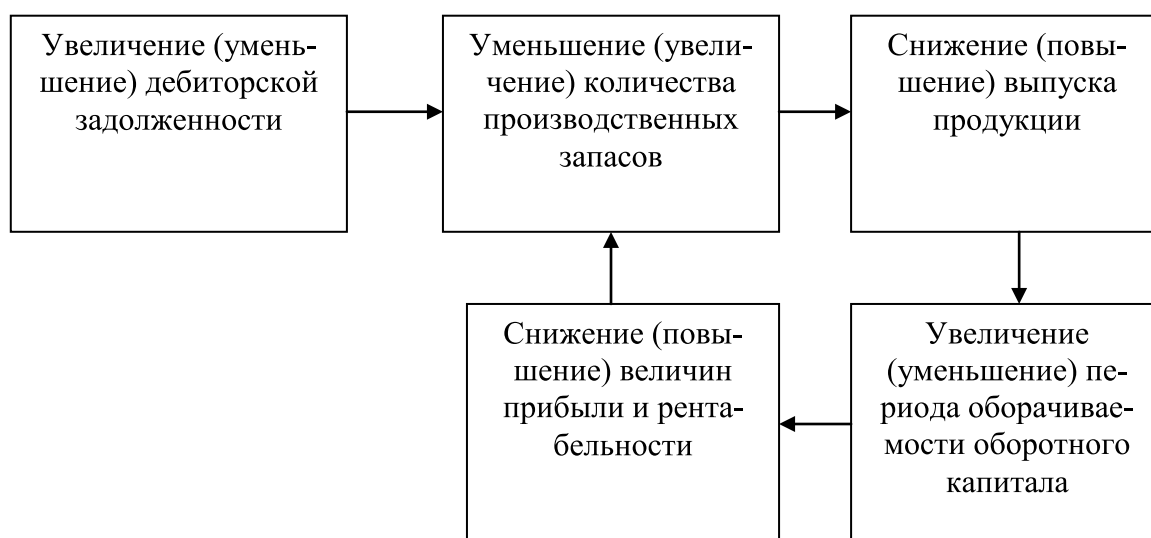 Увеличение (умень-
шение) дебиторской
задолженности
Уменьшение (увели-
чение) количества
производственных
запасов
Снижение (повы-
шение) выпуска
продукции
Снижение (повы-
шение) величин
прибыли и рента-
бельности
Увеличение
(уменьшение) пе-
риода оборачивае-
мости оборотного
капитала